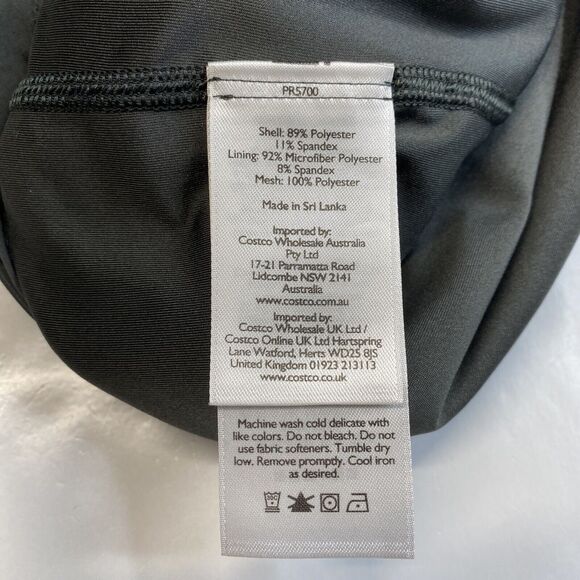 PR5700
Shell: 89% Polyester
11% Spandex
Lining: 92% Microfiber Polyester
8% Spandex
Mesh: 100% Polyester
Made in Sri Lanka
Imported by:
Costco Wholesale Australia
Pty Ltd
17-21 Parramatta Road
Lidcombe NSW 2141
Australia
www.costco.com.au
Imported by:
Costco Wholesale UK Ltd /
Costco Online UK Ltd Hartspring
Lane Watford, Herts WD25 8JS
United Kingdom 01923 213113
www.costco.co.uk
Machine wash cold delicate with
like colors. Do not bleach. Do not
use fabric softeners. Tumble dry
low. Remove promptly. Cool iron
as desired.
30C